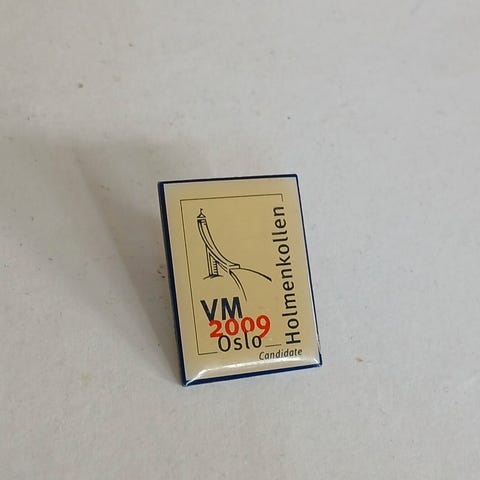 VM
2009
Oslo
Holmenkollen
Candidate